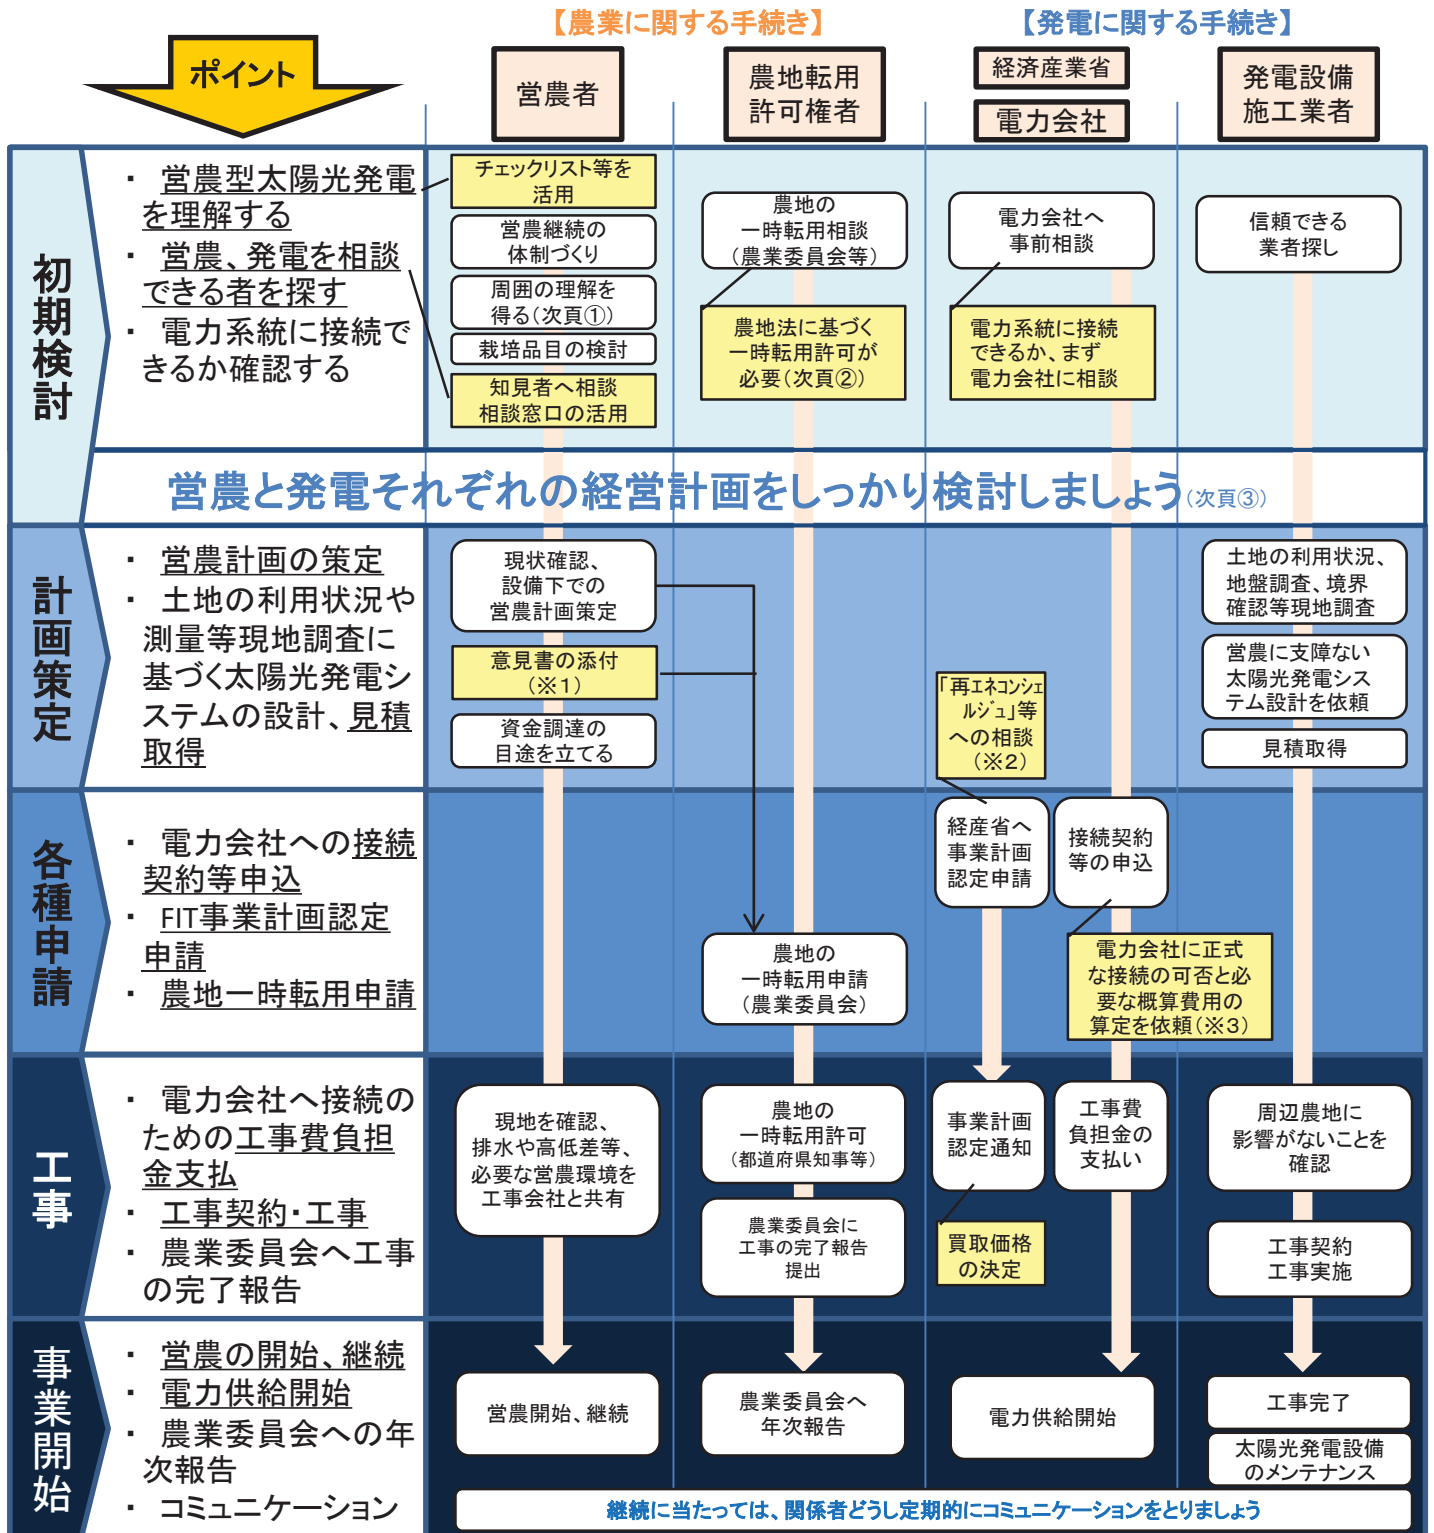 【農業に関する手続き】
【発電に関する手続き】
ポイント
営農者
農地転用
許可権者
経済産業省
電力会社
発電設備
施工業者
初期検討
・ 営農型太陽光発電
を理解する
・ 営農、発電を相談
できる者を探す
・ 電力系統に接続で
きるか確認する
チェックリスト等を
活用
営農継続の
体制づくり
周囲の理解を
得る(次頁①)
栽培品目の検討
知見者へ相談
相談窓口の活用
農地の
一時転用相談
(農業委員会等)
農地法に基づく
一時転用許可が
必要(次頁②)
電力会社へ
事前相談
電力系統に接続
できるか、まず
電力会社に相談
信頼できる
業者探し
営農と発電それぞれの経営計画をしっかり検討しましょう(次頁③)
計画策定
・ 営農計画の策定
・ 土地の利用状況や
測量等現地調査に
基づく太陽光発電シ
ステムの設計、見積
取得
現状確認、
設備下での
営農計画策定
意見書の添付
(※1)
資金調達の
目途を立てる
「再エネコンシェ
ルジュ」等
への相談
(※2)
土地の利用状況、
地盤調査、境界
確認等現地調査
営農に支障ない
太陽光発電シス
テム設計を依頼
見積取得
各種申請
・ 電力会社への接続
契約等申込
・ FIT事業計画認定
申請
・ 農地一時転用申請
農地の
一時転用申請
(農業委員会)
経産省へ
事業計画
認定申請
接続契約
等の申込
電力会社に正式
な接続の可否と必
要な概算費用の
算定を依頼(※3)
工事
・ 電力会社へ接続の
ための工事費負担
金支払
・ 工事契約・工事
・ 農業委員会へ工事
の完了報告
現地を確認、
排水や高低差等、
必要な営農環境を
工事会社と共有
農地の
一時転用許可
(都道府県知事等)
農業委員会に
工事の完了報告
提出
事業計画
認定通知
買取価格
の決定
工事費
負担金の
支払い
周辺農地に
影響がないことを
確認
工事契約
工事実施
事業開始
・ 営農の開始、継続
・ 電力供給開始
・ 農業委員会への年
次報告
・ コミュニケーション
営農開始、継続
農業委員会へ
年次報告
電力供給開始
工事完了
太陽光発電設備
のメンテナンス
継続に当たっては、関係者どうし定期的にコミュニケーションをとりましょう